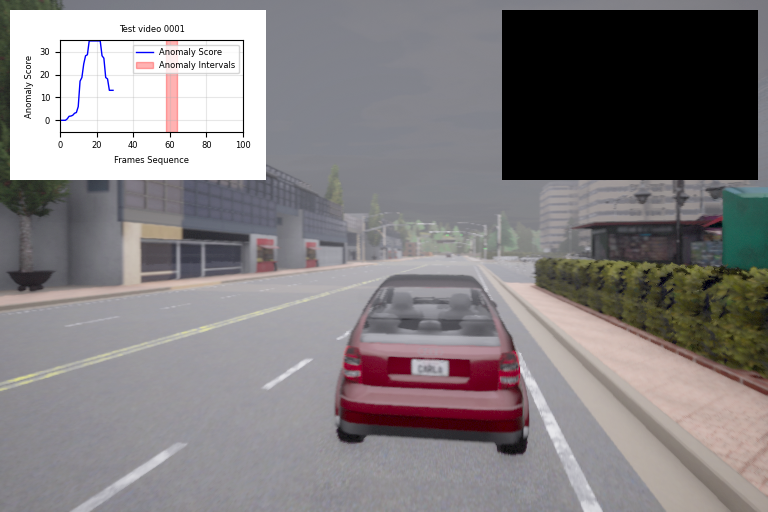 Test video 0001
Anomaly Score
30
20
10
0
Anomaly Score
Anomaly Intervals
0 20 40 60 80 100
Frames Sequence
CARLA